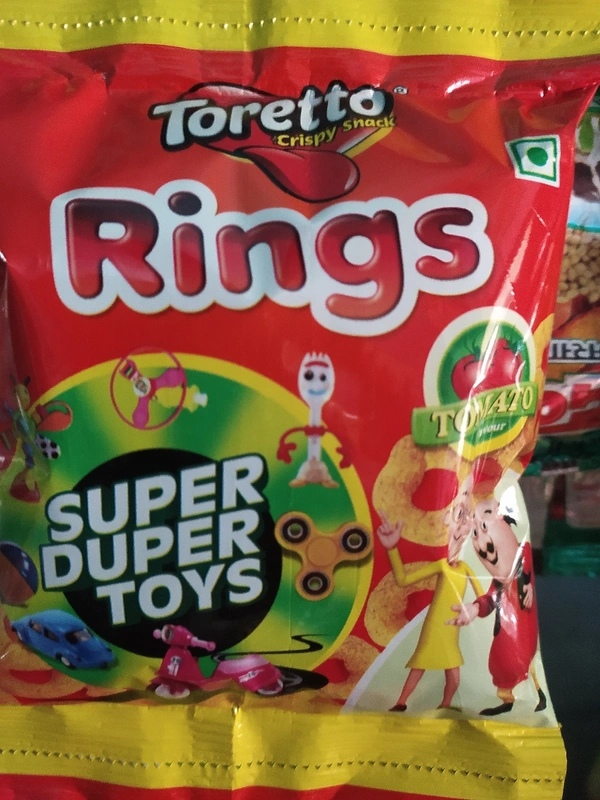 Toretto®
Crispy Snack
Rings
TOMATO
SUPER
DUPER
TOYS